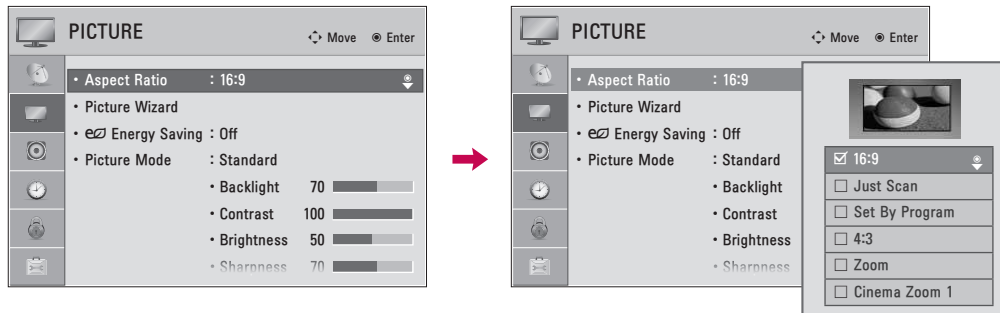 PICTURE
Move Enter
• Aspect Ratio : 16:9
• Picture Wizard
• Energy Saving : Off
• Picture Mode : Standard
• Backlight 70
• Contrast 100
• Brightness 50
• Sharpness 70
PICTURE
Move Enter
• Aspect Ratio : 16:9
• Picture Wizard
• Energy Saving : Off
• Picture Mode : Standard
• Backlight
• Contrast
• Brightness
• Sharpness
16:9
Just Scan
Set By Program
4:3
Zoom
Cinema Zoom 1